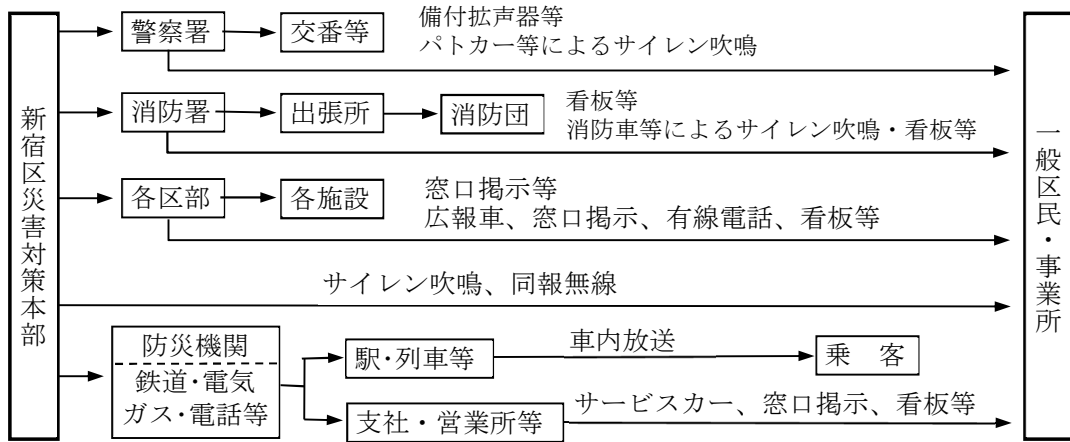 新宿区災害対策本部
警察署
交番等
備付拡声器等
パトカー等によるサイレン吹鳴
消防署
出張所
消防団
看板等
消防車等によるサイレン吹鳴・看板等
各区部
各施設
窓口掲示等
広報車、窓口掲示、有線電話、看板等
サイレン吹鳴、同報無線
防災機関
鉄道・電気
ガス・電話等
駅・列車等
車内放送
乗　客
支社・営業所等
サービスカー、窓口掲示、看板等
一般区民・事業所